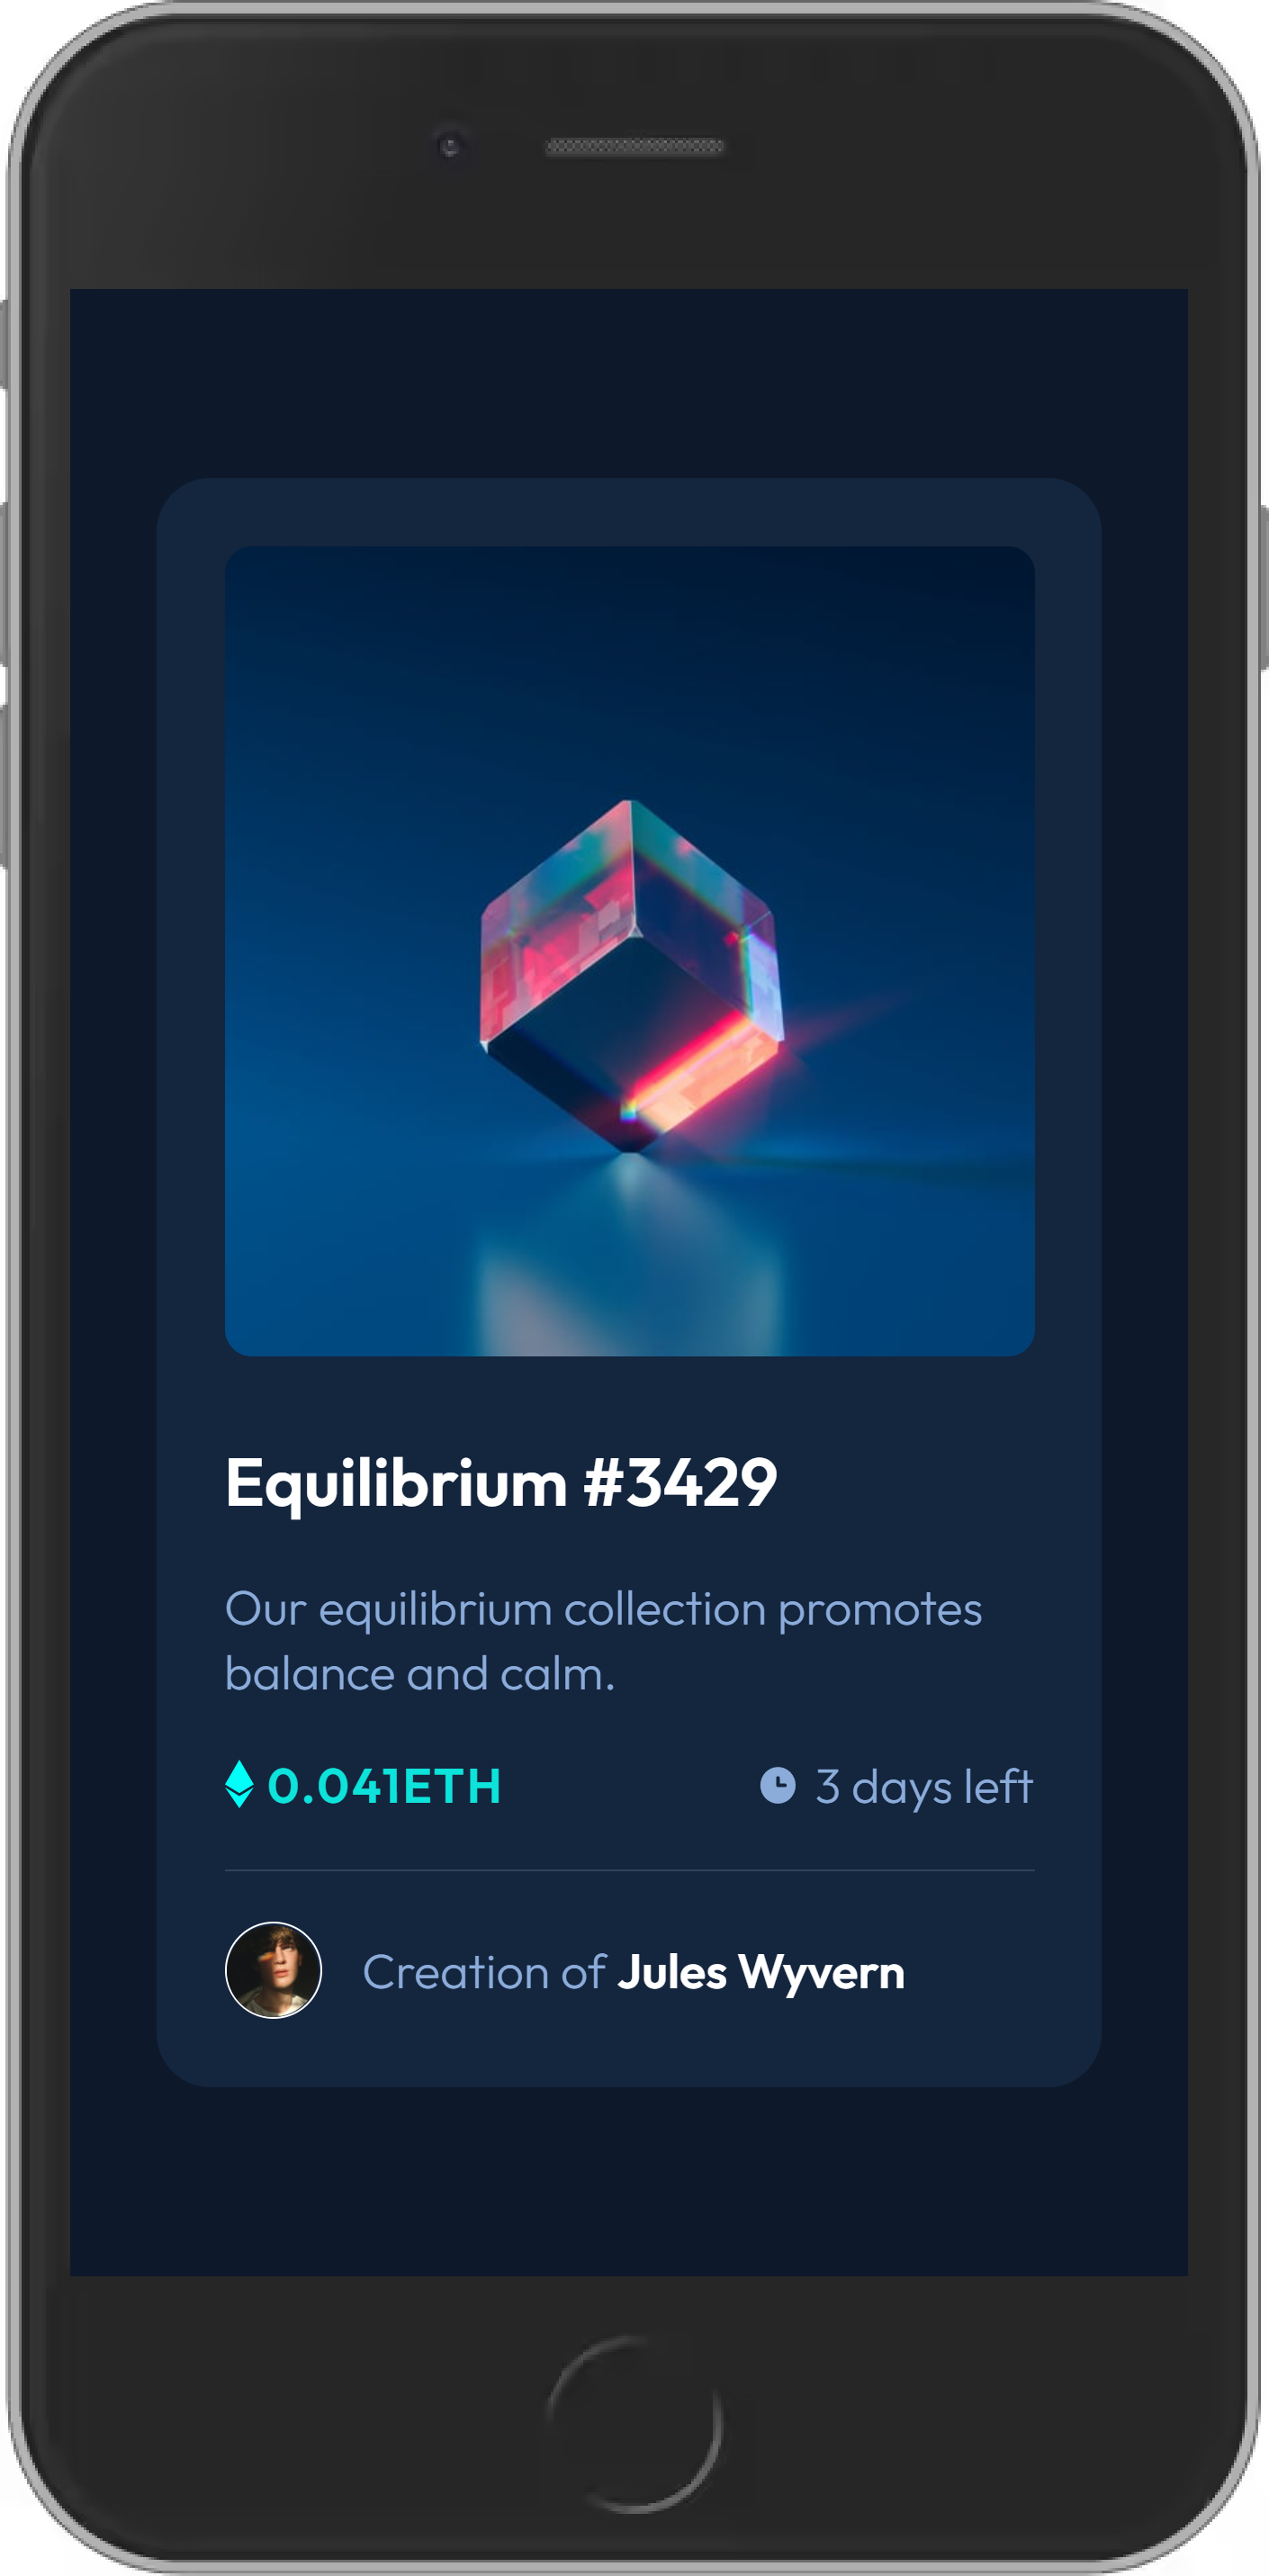 Equilibrium #3429
Our equilibrium collection promotes
balance and calm.
0.041ETH
3 days left
Creation of Jules Wyvern